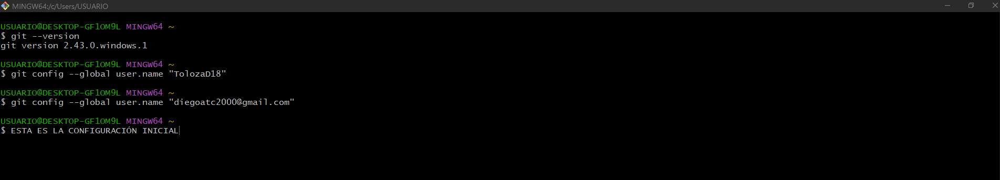 MINGW64:/c/Users/USUARIO
USUARIO@DESKTOP-GF1OM9L MINGW64 ~
$ git --version
git version 2.43.0.windows.1
USUARIO@DESKTOP-GF1OM9L MINGW64 ~
$ git config --global user.name "TolozaD18"
USUARIO@DESKTOP-GF1OM9L MINGW64 ~
$ git config --global user.name "diegoatc2000@gmail.com"
USUARIO@DESKTOP-GF1OM9L MINGW64 ~
$ ESTA ES LA CONFIGURACIÓN INICIAL